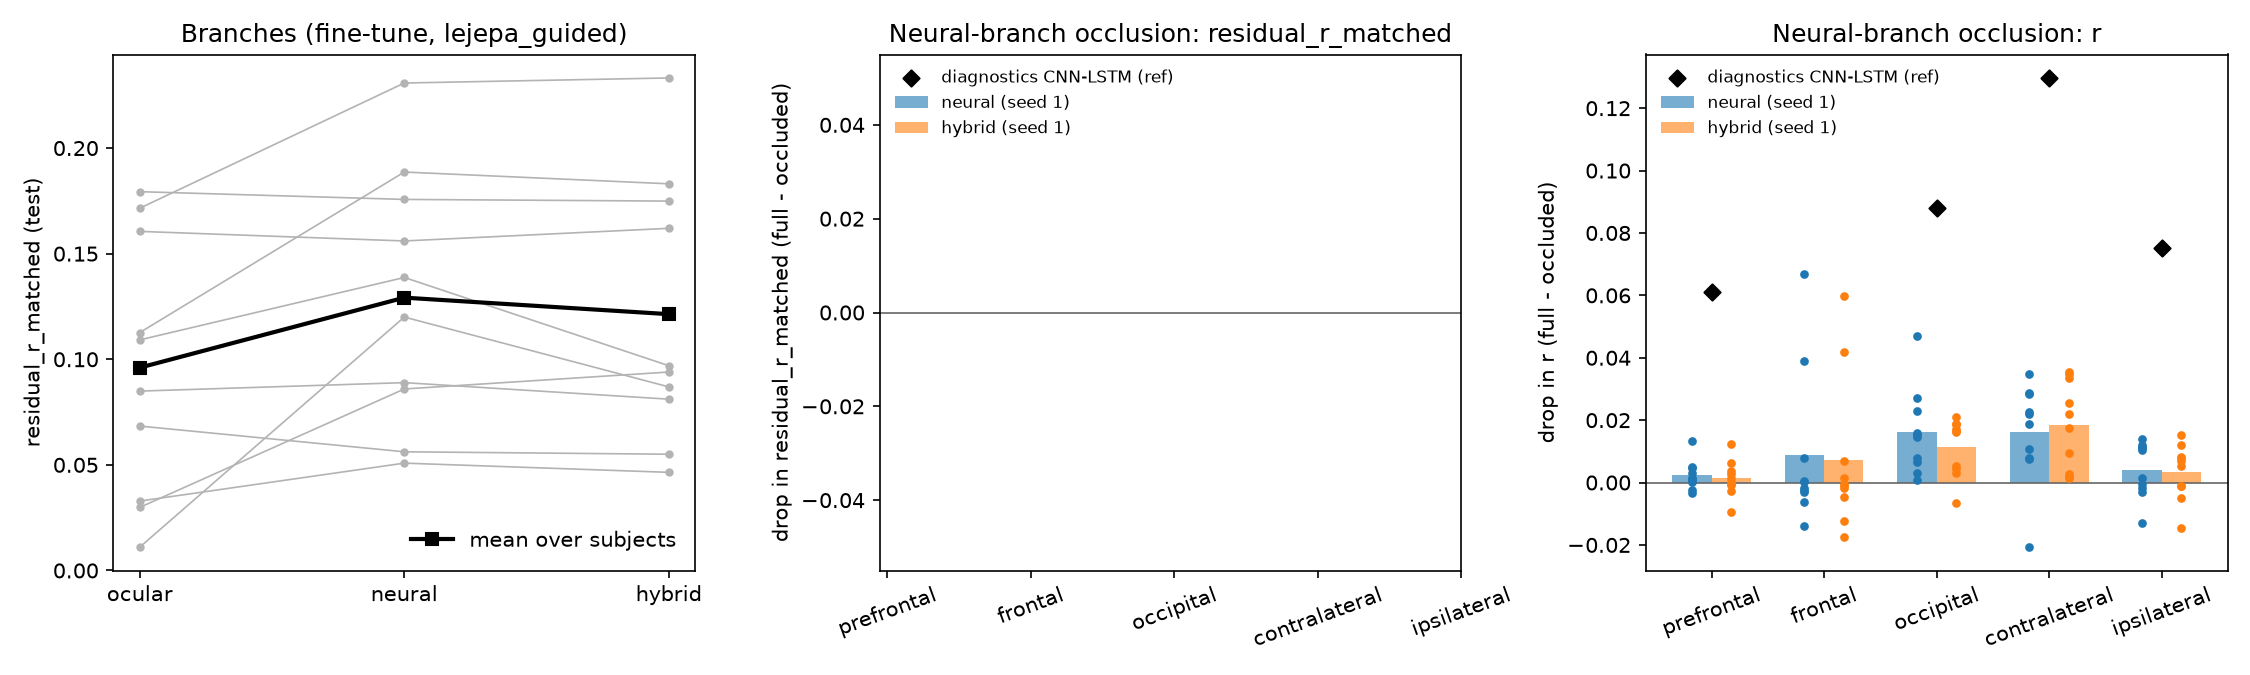 Branches (fine-tune, lejepa_guided)
residual_r_matched (test)
0.20
0.15
0.10
0.05
0.00
mean over subjects
ocular
neural
hybrid
Neural-branch occlusion: residual_r_matched
drop in residual_r_matched (full - occluded)
diagnostics CNN-LSTM (ref)
neural (seed 1)
hybrid (seed 1)
0.04
0.02
0.00
−0.02
−0.04
prefrontal
frontal
occipital
contralateral
ipsilateral
Neural-branch occlusion: r
drop in r (full - occluded)
diagnostics CNN-LSTM (ref)
neural (seed 1)
hybrid (seed 1)
0.12
0.10
0.08
0.06
0.04
0.02
0.00
−0.02
prefrontal
frontal
occipital
contralateral
ipsilateral